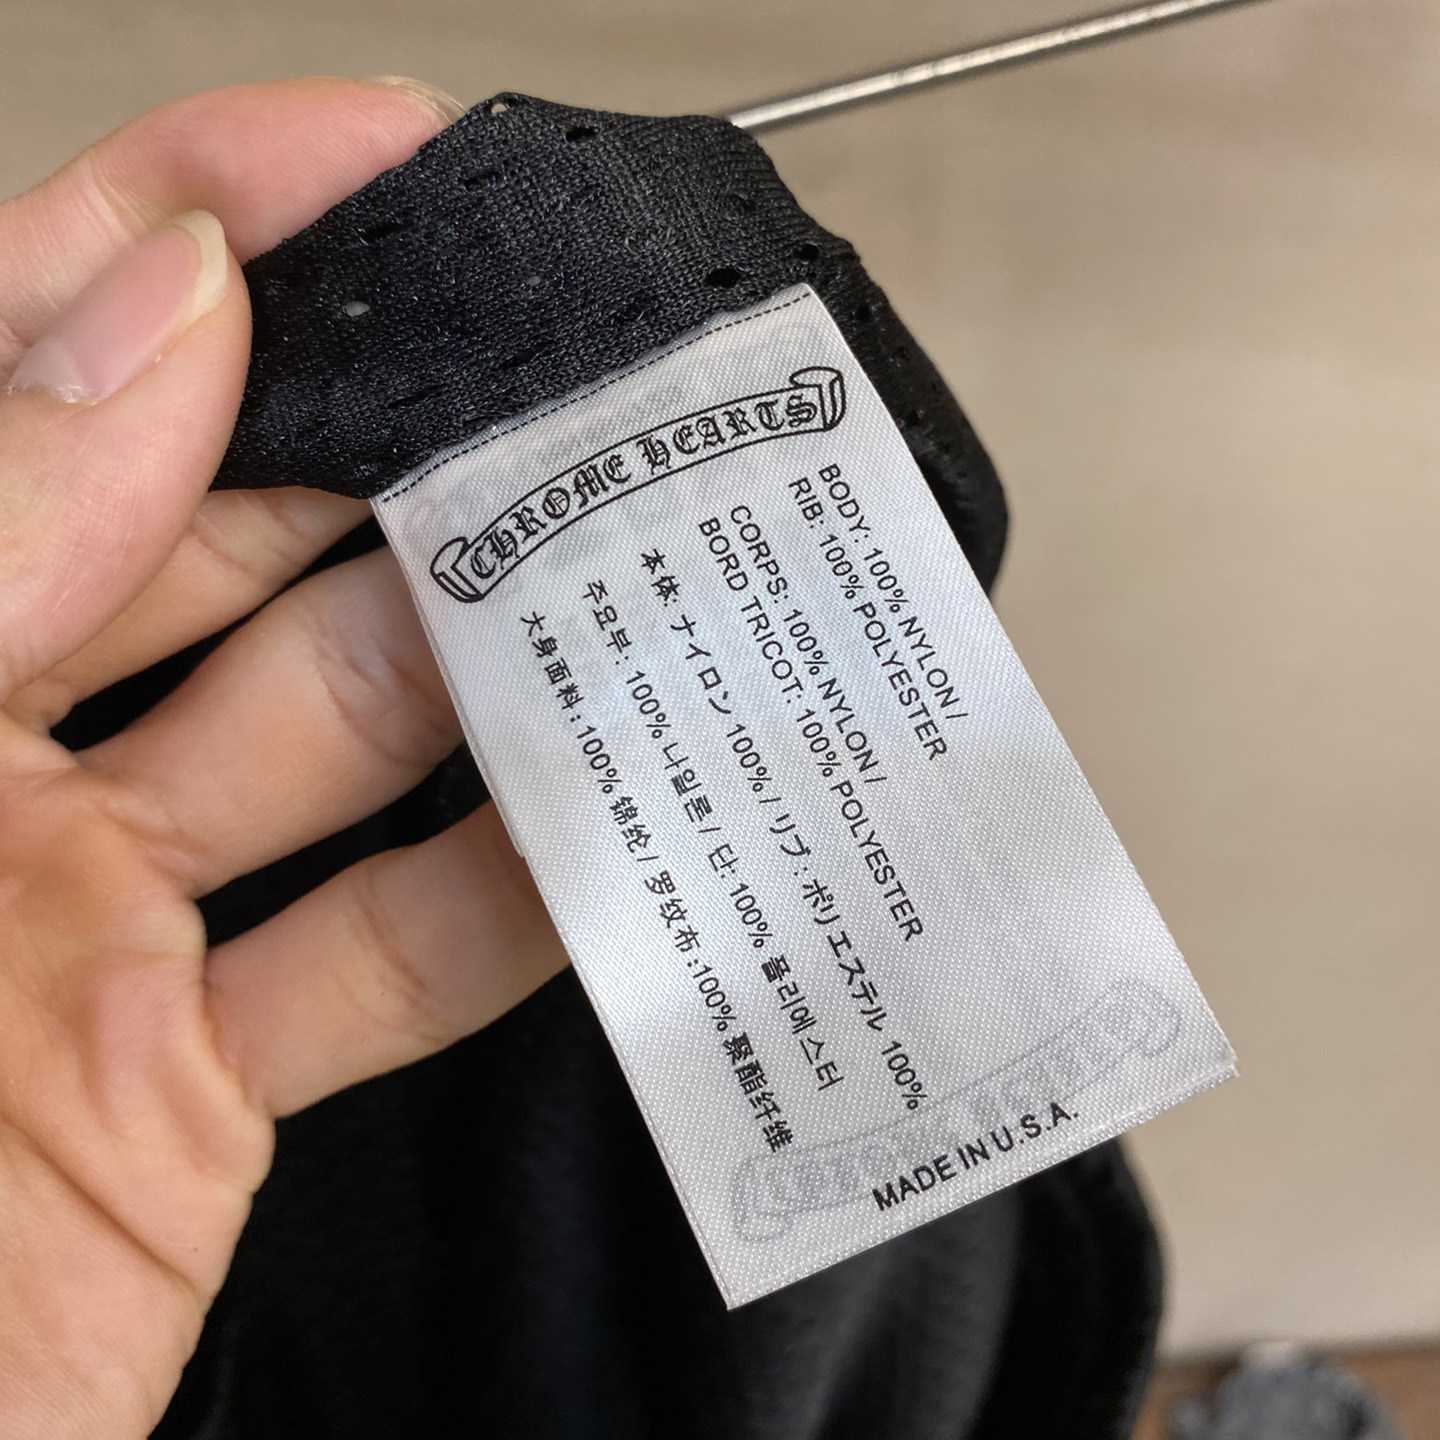 CHROME HEARTS
BODY: 100% NYLON /
RIB: 100% POLYESTER
CORPS: 100% NYLON /
BORD TRICOT: 100% POLYESTER
本体: ナイロン 100% / リブ: ポリ エステル 100%
주요부: 100% 나일론 / 단: 100% 폴리에스터
大身面料:100% 锦纶 / 罗纹布:100% 聚酯纤维
MADE IN U.S.A.